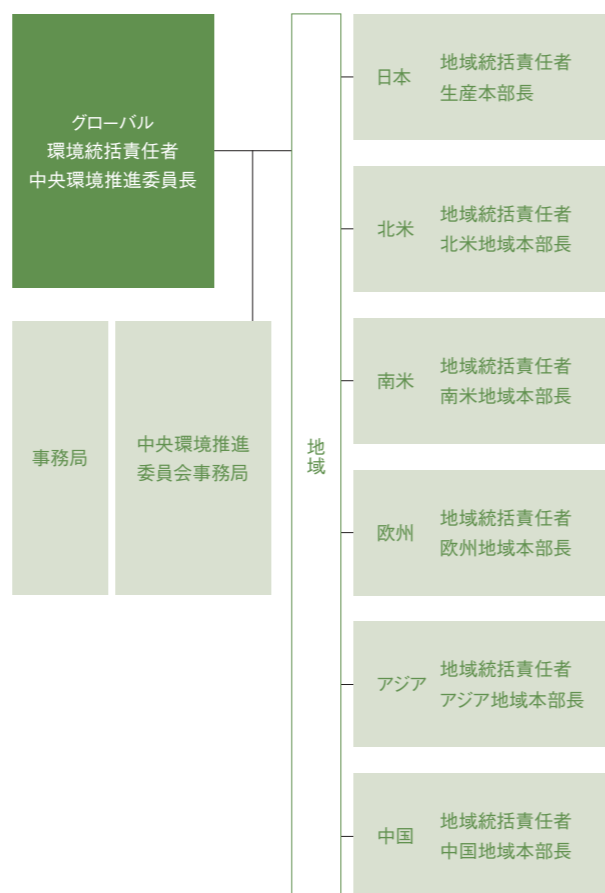 グローバル
環境統括責任者
中央環境推進委員長
事務局
中央環境推進
委員会事務局
地域
日本
地域統括責任者
生産本部長
北米
地域統括責任者
北米地域本部長
南米
地域統括責任者
南米地域本部長
欧州
地域統括責任者
欧州地域本部長
アジア
地域統括責任者
アジア地域本部長
中国
地域統括責任者
中国地域本部長